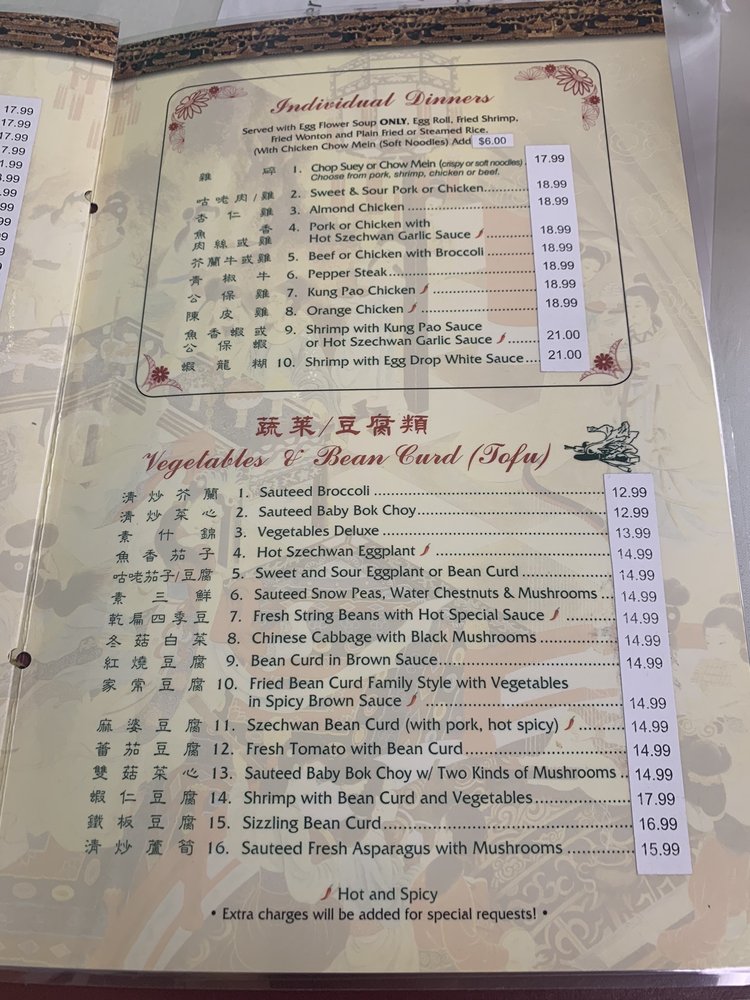 17.99
17.99
17.99
7.99
1.99
8.99
.99
99
99
99
9
Individual Dinners
Served with Egg Flower Soup ONLY, Egg Roll, Fried Shrimp,
Fried Wonton and Plain Fried or Steamed Rice.
(With Chicken Chow Mein (Soft Noodles) Add $6.00
雜 碎 1. Chop Suey or Chow Mein (crispy or soft noodles) 17.99
Choose from pork, shrimp, chicken or beef.
咕咾肉/雞 2. Sweet & Sour Pork or Chicken 18.99
杏仁雞 3. Almond Chicken 18.99
魚香 4. Pork or Chicken with
肉絲或雞 Hot Szechwan Garlic Sauce 18.99
芥蘭牛或雞 5. Beef or Chicken with Broccoli 18.99
青椒牛 6. Pepper Steak 18.99
公保雞 7. Kung Pao Chicken 18.99
陳皮雞 8. Orange Chicken 18.99
魚香蝦或 9. Shrimp with Kung Pao Sauce
公保蝦 or Hot Szechwan Garlic Sauce 21.00
蝦龍糊 10. Shrimp with Egg Drop White Sauce 21.00
蔬菜/豆腐類
Vegetables & Bean Curd (Tofu)
清炒芥蘭 1. Sauteed Broccoli 12.99
清炒菜心 2. Sauteed Baby Bok Choy 12.99
素什錦 3. Vegetables Deluxe 13.99
魚香茄子 4. Hot Szechwan Eggplant 14.99
咕咾茄子/豆腐 5. Sweet and Sour Eggplant or Bean Curd 14.99
素三鮮 6. Sauteed Snow Peas, Water Chestnuts & Mushrooms 14.99
乾扁四季豆 7. Fresh String Beans with Hot Special Sauce 14.99
冬菇白菜 8. Chinese Cabbage with Black Mushrooms 14.99
紅燒豆腐 9. Bean Curd in Brown Sauce 14.99
家常豆腐 10. Fried Bean Curd Family Style with Vegetables
in Spicy Brown Sauce 14.99
麻婆豆腐 11. Szechwan Bean Curd (with pork, hot spicy) 14.99
蕃茄豆腐 12. Fresh Tomato with Bean Curd 14.99
雙菇菜心 13. Sauteed Baby Bok Choy w/ Two Kinds of Mushrooms 14.99
蝦仁豆腐 14. Shrimp with Bean Curd and Vegetables 17.99
鐵板豆腐 15. Sizzling Bean Curd 16.99
清炒蘆筍 16. Sauteed Fresh Asparagus with Mushrooms 15.99
Hot and Spicy
• Extra charges will be added for special requests! •